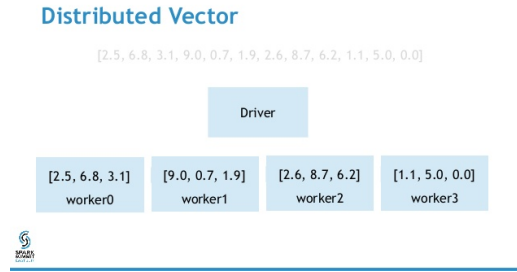 Distributed Vector
[2.5, 6.8, 3.1, 9.0, 0.7, 1.9, 2.6, 8.7, 6.2, 1.1, 5.0, 0.0]
Driver
[2.5, 6.8, 3.1]
worker0
[9.0, 0.7, 1.9]
worker1
[2.6, 8.7, 6.2]
worker2
[1.1, 5.0, 0.0]
worker3
SPARK
SUMMIT